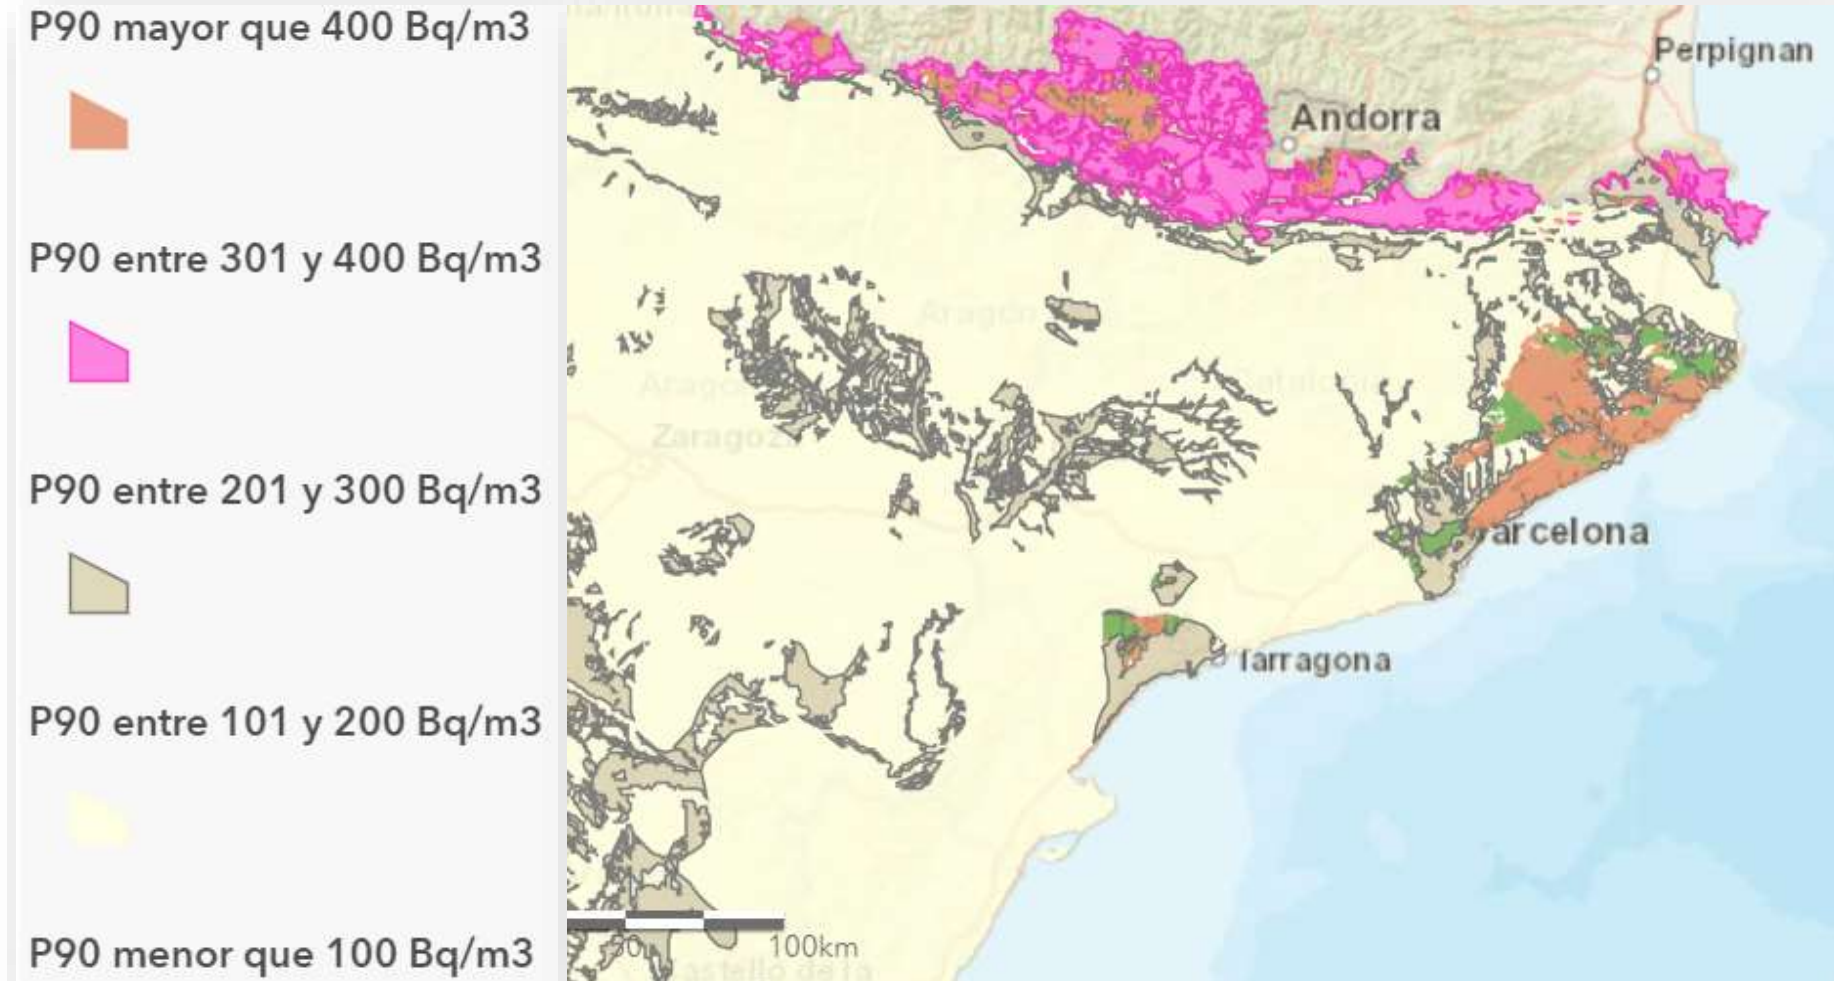 P90 mayor que 400 Bq/m3
P90 entre 301 y 400 Bq/m3
P90 entre 201 y 300 Bq/m3
P90 entre 101 y 200 Bq/m3
P90 menor que 100 Bq/m3
Perpignan
Andorra
Aragón
Zaragoza
arcelona
Tarragona
100km